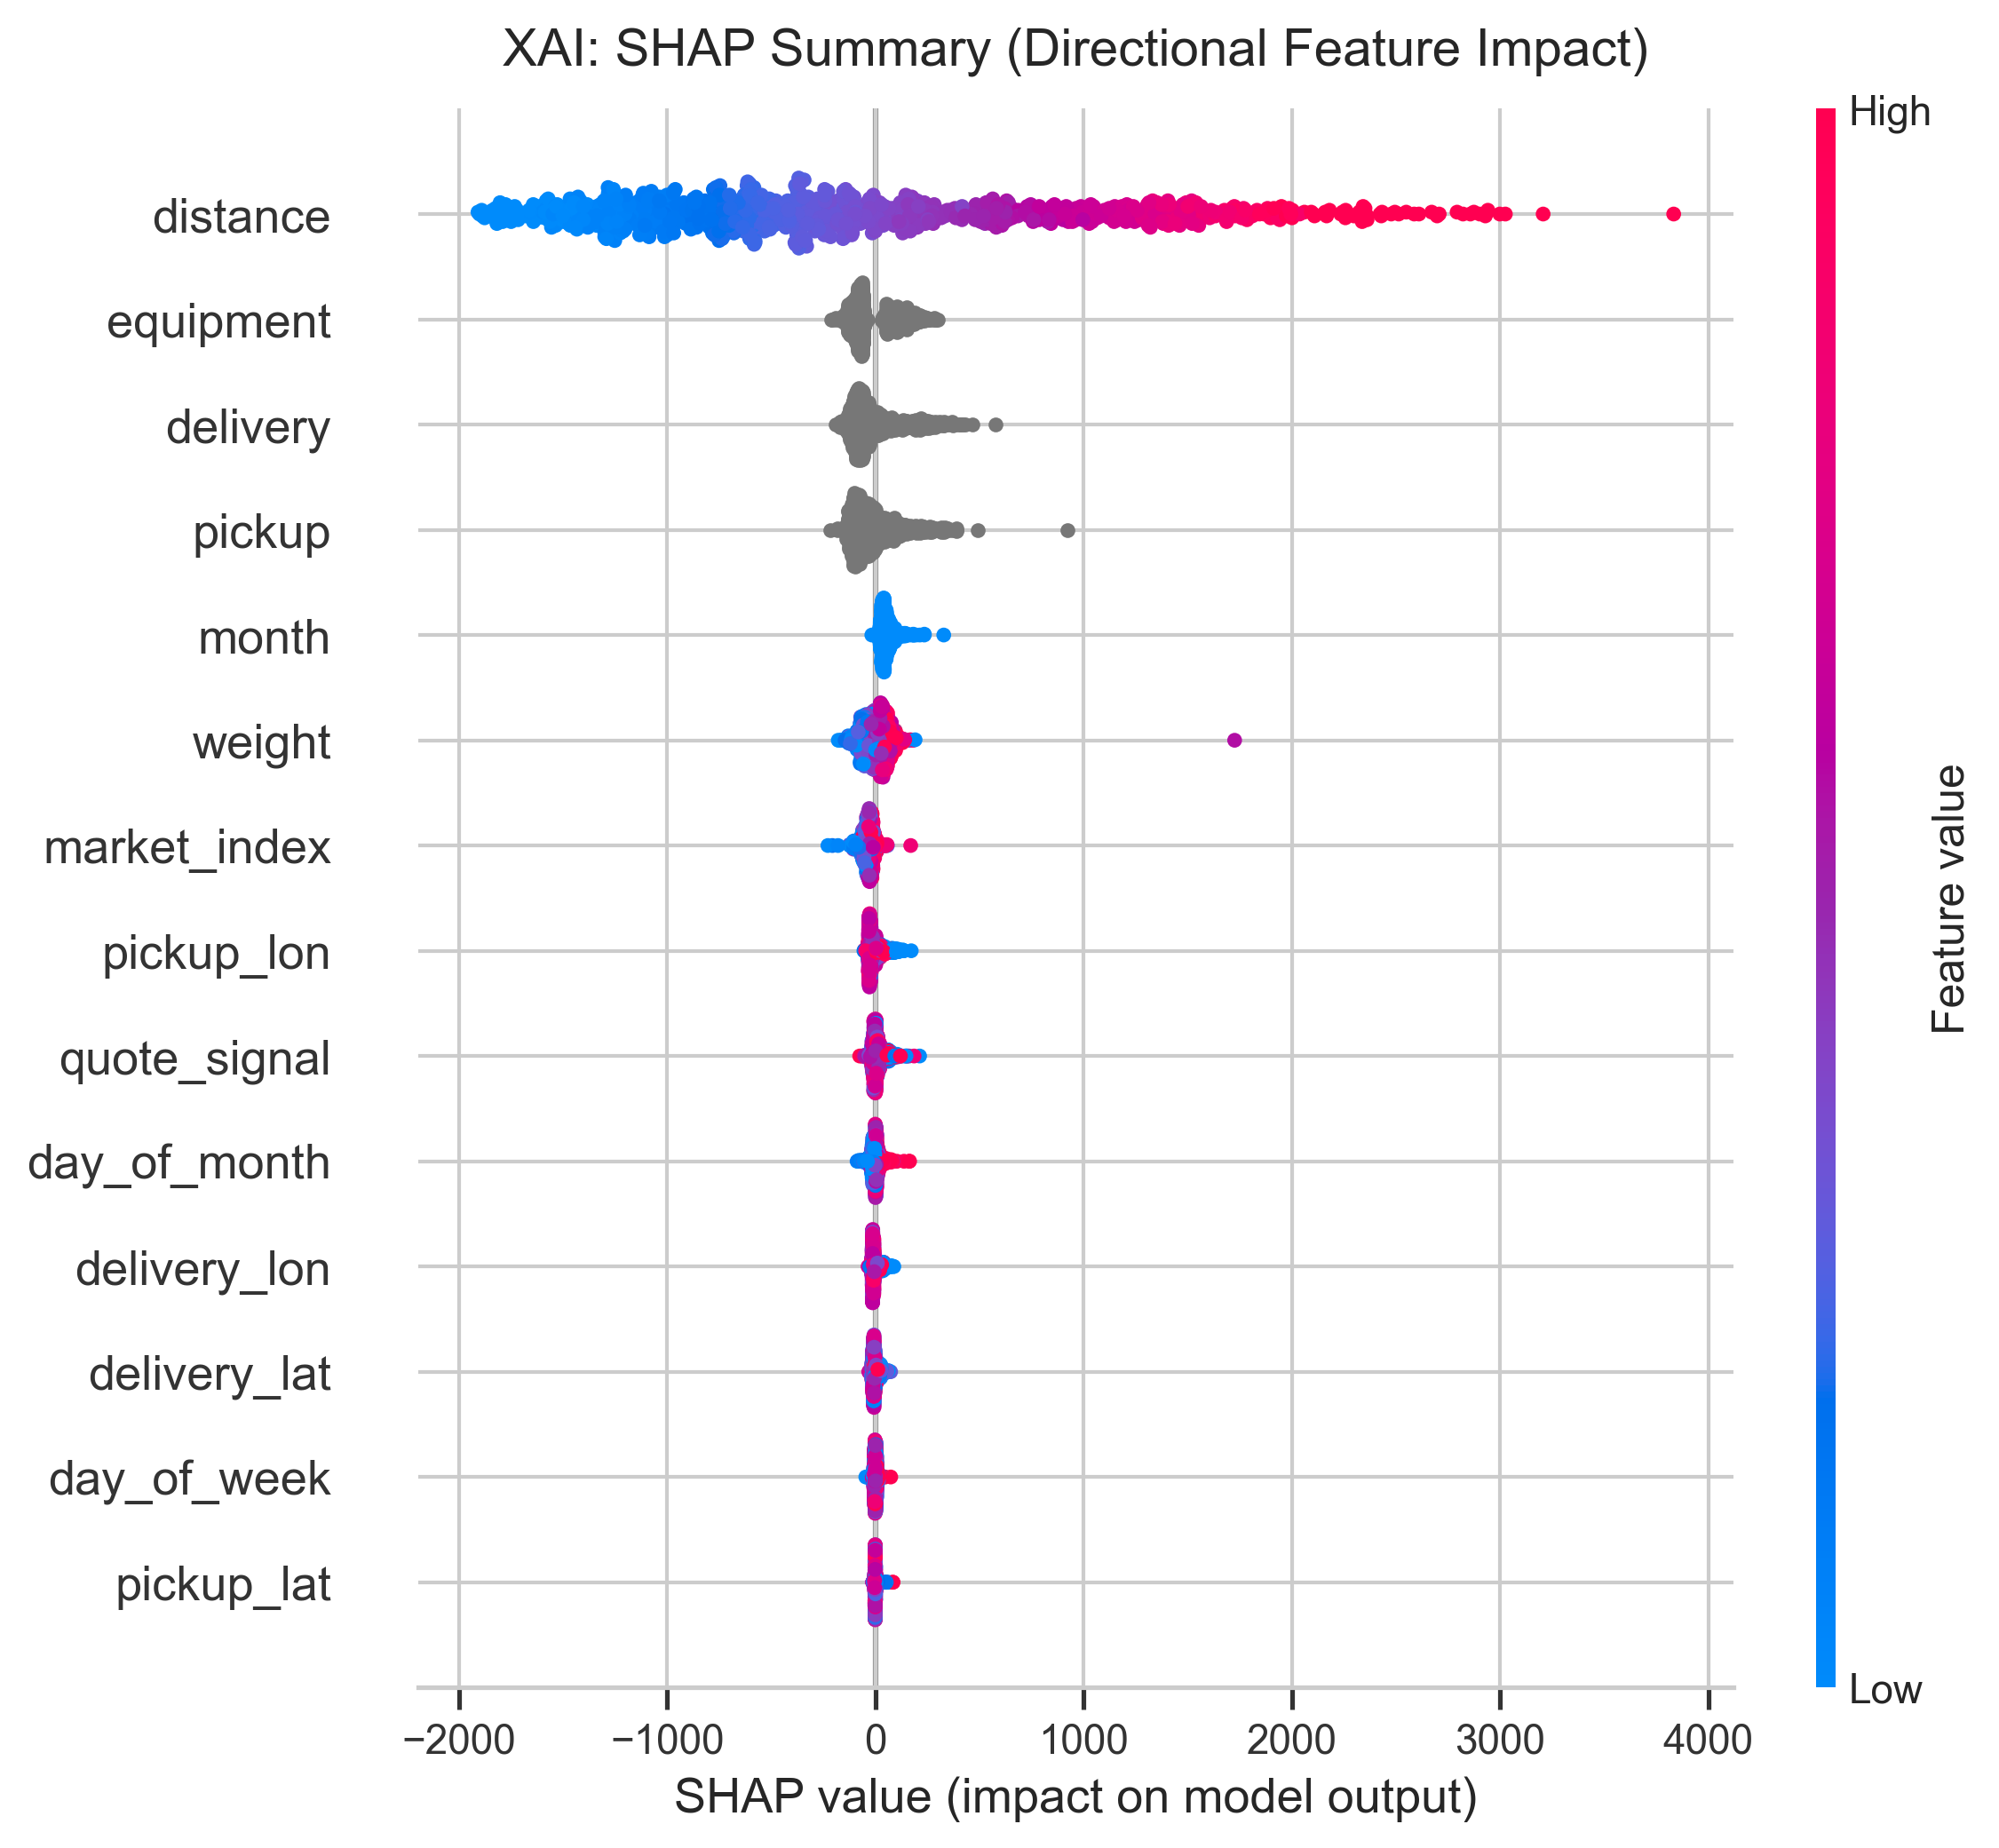 XAI: SHAP Summary (Directional Feature Impact)
High
distance
equipment
delivery
pickup
month
weight
market_index
pickup_lon
quote_signal
day_of_month
delivery_lon
delivery_lat
day_of_week
pickup_lat
Feature value
Low
−2000 −1000 0 1000 2000 3000 4000
SHAP value (impact on model output)